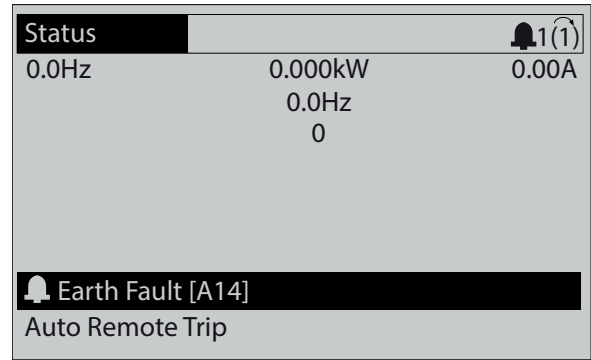 Status 1(1)
0.0Hz 0.000kW 0.00A
0.0Hz
0
Earth Fault [A14]
Auto Remote Trip